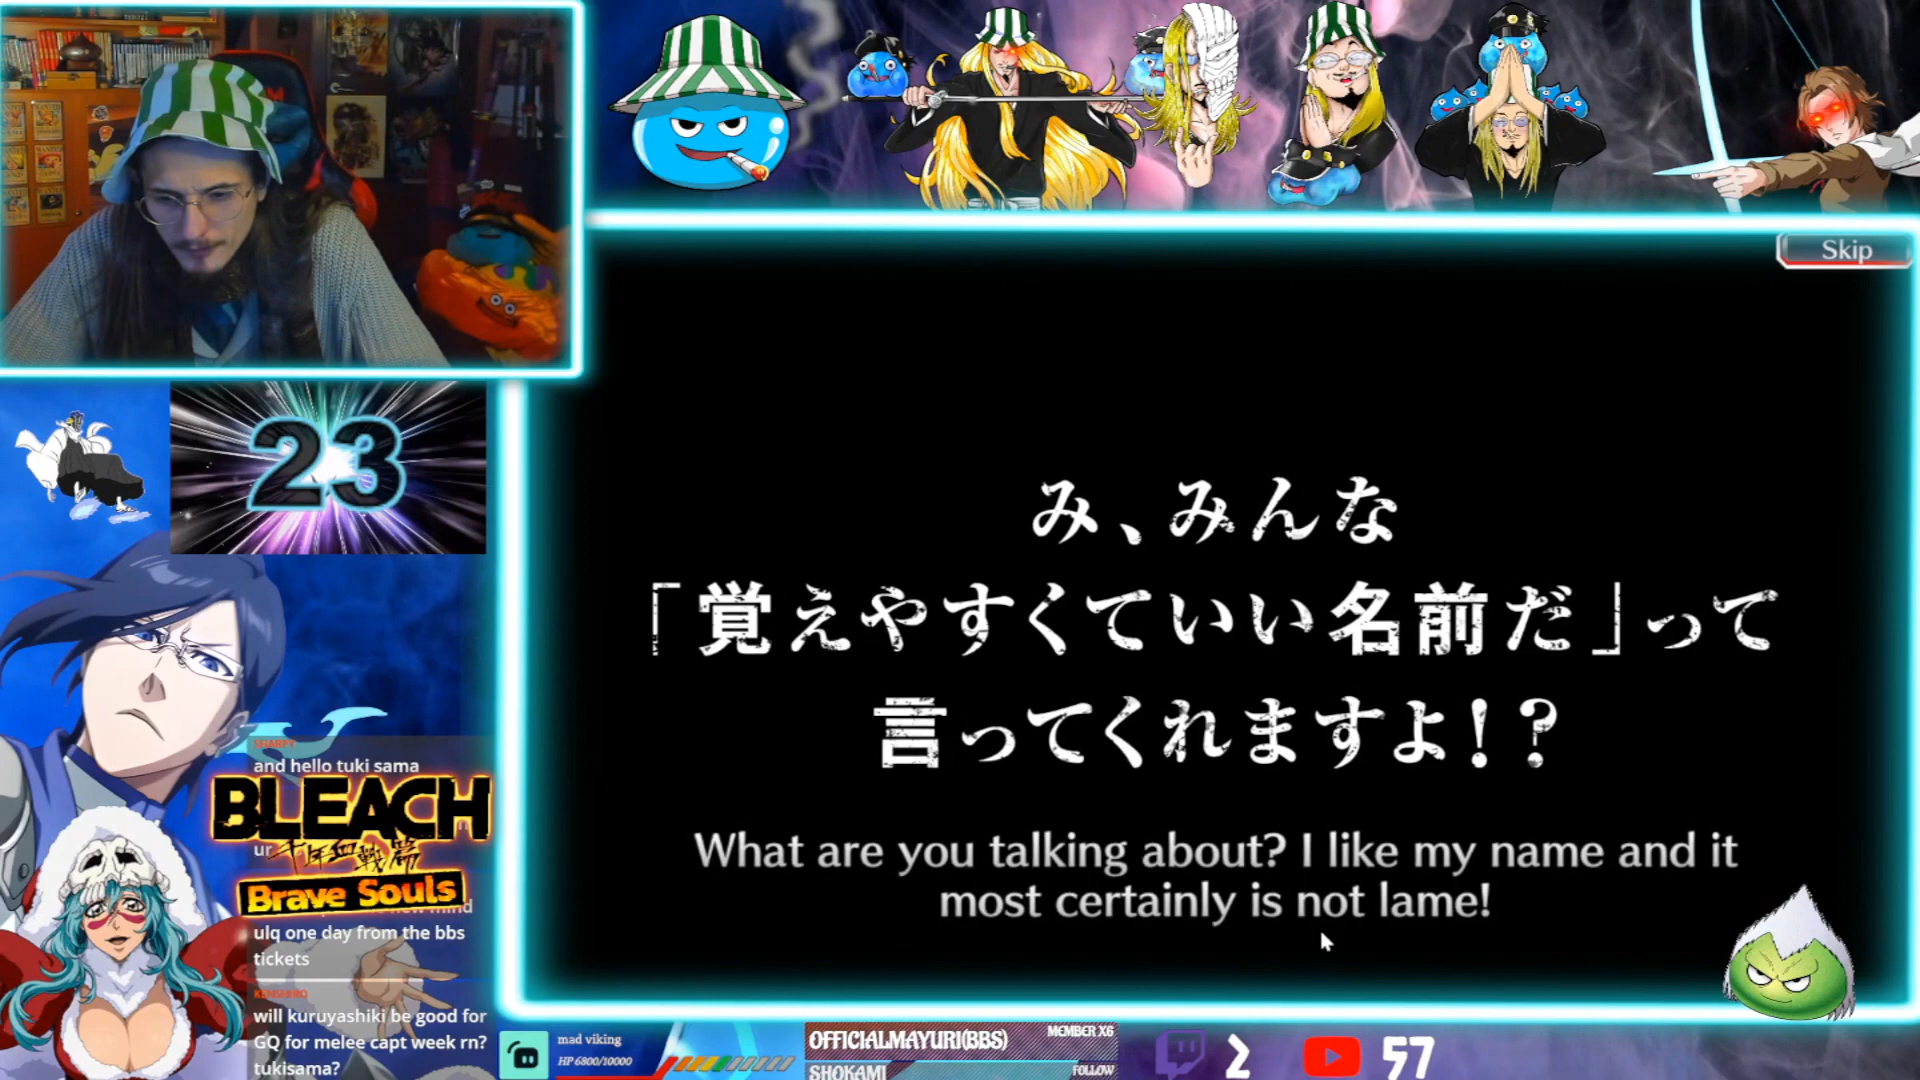 Skip
23
み、みんな
「覚えやすくていい名前だ」って
言ってくれますよ！？
What are you talking about? I like my name and it
most certainly is not lame!
SHARPY
and hello tuki sama
BLEACH
ur
千年血戦篇
Brave Souls
new mind
ulq one day from the bbs
tickets
will kuruyashiki be good for
GQ for melee capt week rn?
tukisama?
mad viking
HP 6800/10000
OFFICIALMAYURI(BBS)
MEMBER X6
SHOKAMI
FOLLOW
2
57